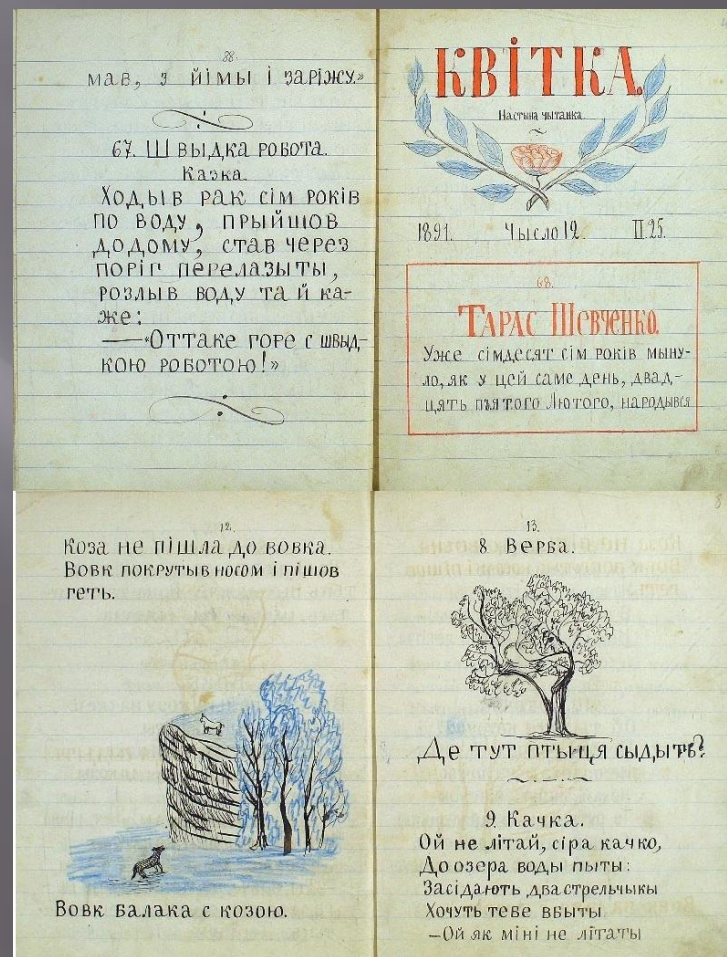 38.
мав, з йімы і заріжу.»
67. Швыдка робота.
Казка.
Ходыв рак сім років
по воду, прыйшов
додому, став через
поріг перелазыты,
розлыв воду та й ка-
же:
—«Оттаке горе с швыд-
кою роботою!»
КВІТКА.
Настына чытанка.
1891. Чысло 12. II.25.
68.
Тарас Шевченко.
Уже сімдесят сім років мыну-
ло, як у цей саме день, двад-
цять пъятого Лютого, народывся
12.
Коза не пішла до вовка.
Вовк покрутыв носом і пішов
геть.
Вовк балака с козою.
13.
8. Верба.
Де тут птыця сыдыть?
9. Качка.
Ой не літай, сіра качко,
До озера воды пыты:
Засідають два стрельчыкы
Хочуть тебе вбыты
—Ой як міні не літаты